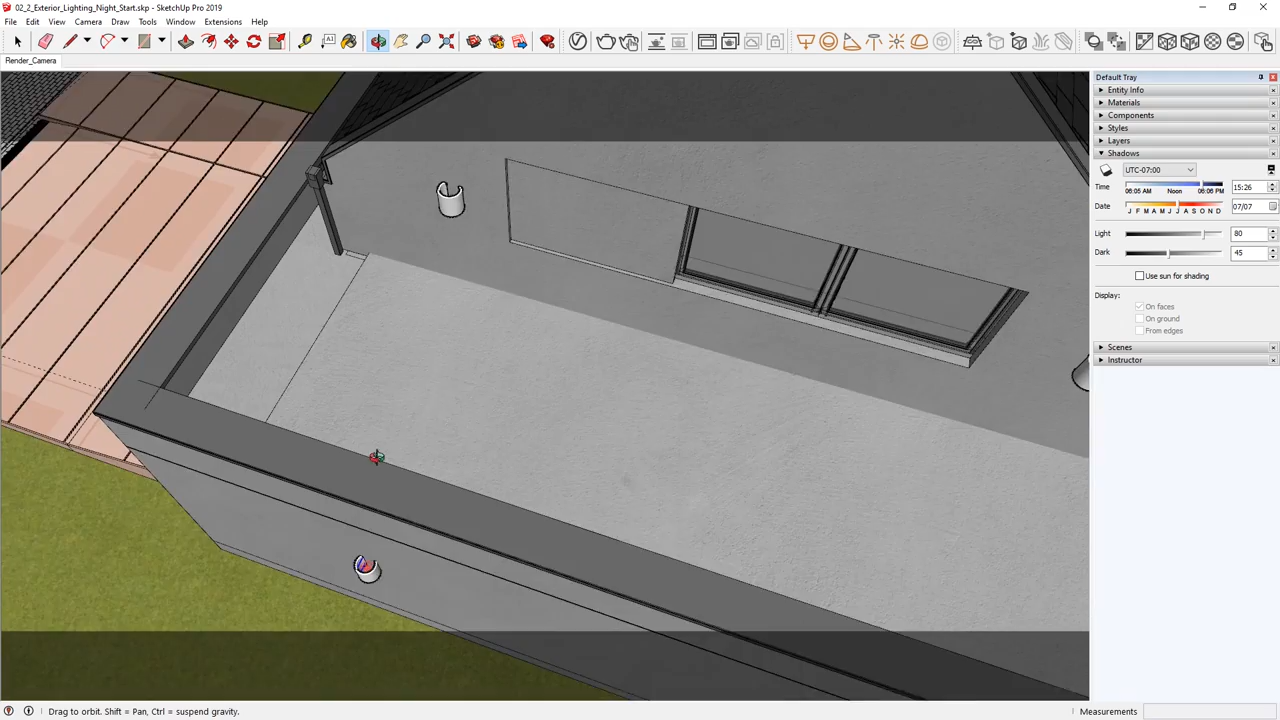 02_2_Exterior_Lighting_Night_Start.skp - SketchUp Pro 2019
File Edit View Camera Draw Tools Window Extensions Help
Render_Camera
Default Tray
Entity Info
Materials
Components
Styles
Layers
Shadows
UTC-07:00
Time 06:05 AM Noon 06:06 PM 15:26
Date J F M A M J J A S O N D 07/07
Light 80
Dark 45
Use sun for shading
Display:
On faces
On ground
From edges
Scenes
Instructor
Drag to orbit. Shift = Pan, Ctrl = suspend gravity.
Measurements